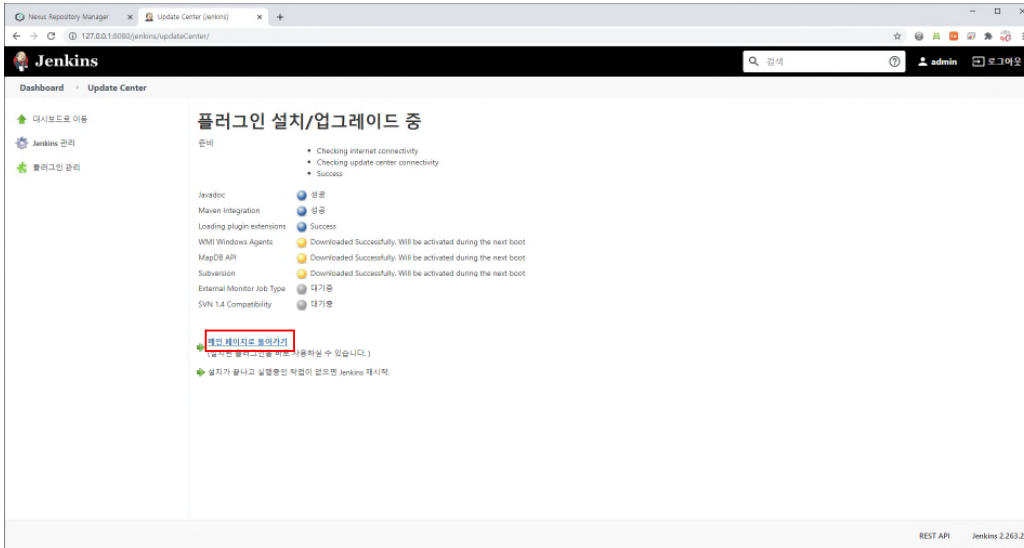 Nexus Repository Manager
Update Center [Jenkins]
127.0.0.1:8080/jenkins/updateCenter/
Jenkins
검색
admin
로그아웃
Dashboard
Update Center
대시보드로 이동
Jenkins 관리
플러그인 관리
플러그인 설치/업그레이드 중
준비
Checking internet connectivity
Checking update center connectivity
Success
Javadoc 성공
Maven Integration 성공
Loading plugin extensions Success
WMI Windows Agents Downloaded Successfully. Will be activated during the next boot
MapDB API Downloaded Successfully. Will be activated during the next boot
Subversion Downloaded Successfully. Will be activated during the next boot
External Monitor Job Type 대기중
SVN 1.4 Compatibility 대기중
메인 페이지로 돌아가기
(설치된 플러그인을 바로 사용하실 수 있습니다.)
설치가 끝나고 실행중인 작업이 없으면 Jenkins 재시작.
REST API
Jenkins 2.263.2